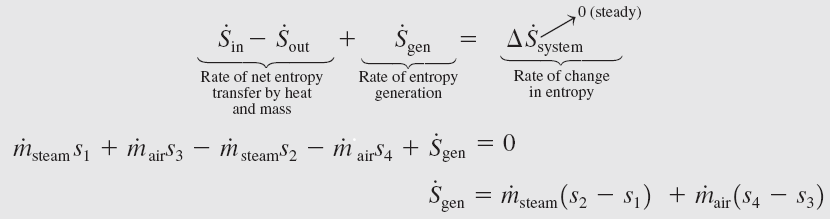 0 (steady)
Ṡin − Ṡout + Ṡgen = ΔṠsystem
Rate of net entropy transfer by heat and mass
Rate of entropy generation
Rate of change in entropy
ṁsteam s1 + ṁair s3 − ṁsteam s2 − ṁair s4 + Ṡgen = 0
Ṡgen = ṁsteam(s2 − s1) + ṁair(s4 − s3)